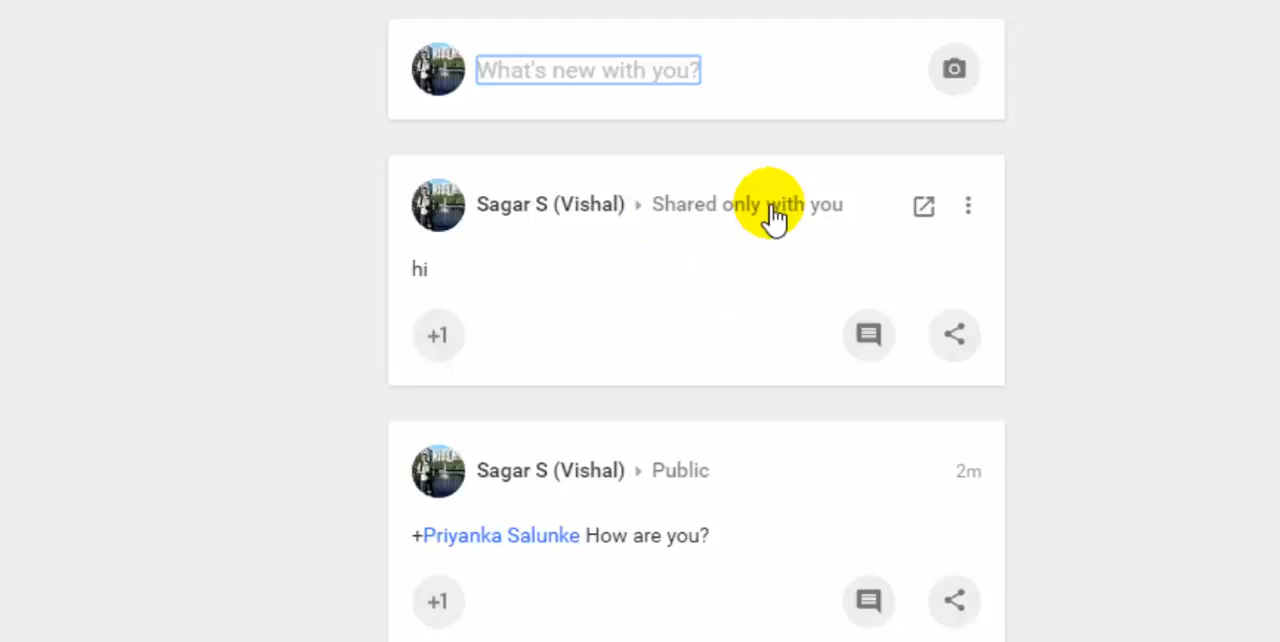 What's new with you?
Sagar S (Vishal) Shared only with you
hi
+1
Sagar S (Vishal) Public 2m
+Priyanka Salunke How are you?
+1